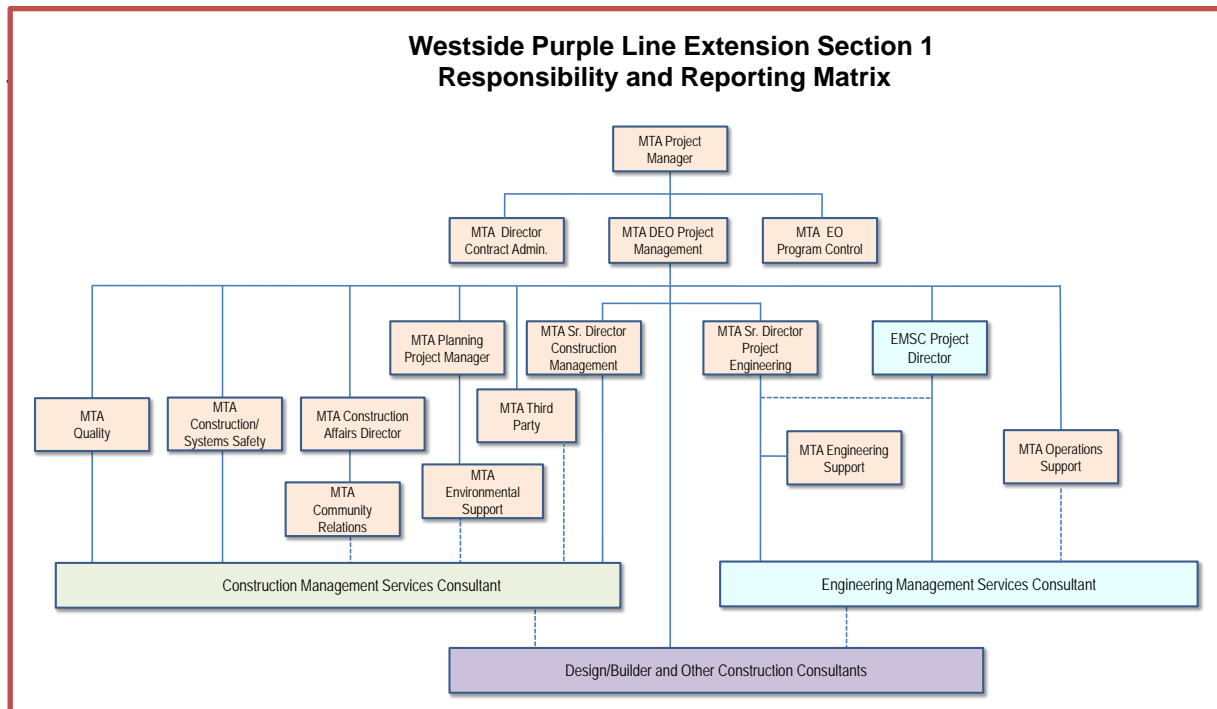 Westside Purple Line Extension Section 1
Responsibility and Reporting Matrix
MTA Project
Manager
MTA Director
Contract Admin.
MTA DEO Project
Management
MTA EO
Program Control
MTA Planning
Project Manager
MTA Sr. Director
Construction
Management
MTA Sr. Director
Project
Engineering
EMSC Project
Director
MTA
Quality
MTA
Construction/
Systems Safety
MTA Construction
Affairs Director
MTA Third
Party
MTA Engineering
Support
MTA Operations
Support
MTA
Community
Relations
MTA
Environmental
Support
Construction Management Services Consultant
Engineering Management Services Consultant
Design/Builder and Other Construction Consultants